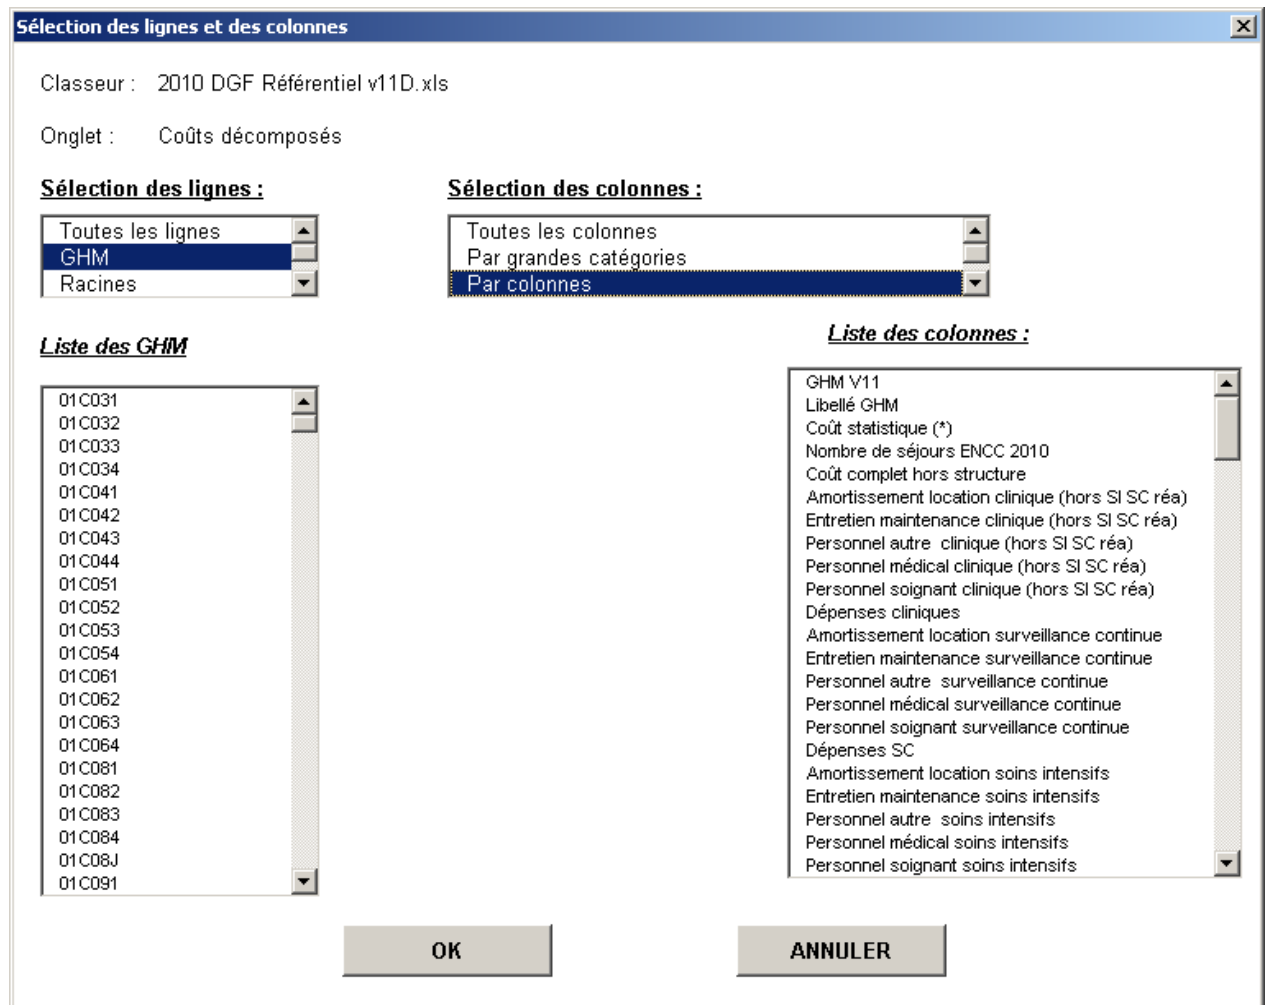 Sélection des lignes et des colonnes
Classeur : 2010 DGF Référentiel v11D.xls
Onglet : Coûts décomposés
Sélection des lignes :
Toutes les lignes
GHM
Racines
Sélection des colonnes :
Toutes les colonnes
Par grandes catégories
Par colonnes
Liste des GHM
01C031
01C032
01C033
01C034
01C041
01C042
01C043
01C044
01C051
01C052
01C053
01C054
01C061
01C062
01C063
01C064
01C081
01C082
01C083
01C084
01C08J
01C091
Liste des colonnes :
GHM V11
Libellé GHM
Coût statistique (*)
Nombre de séjours ENCC 2010
Coût complet hors structure
Amortissement location clinique (hors SI SC réa)
Entretien maintenance clinique (hors SI SC réa)
Personnel autre  clinique (hors SI SC réa)
Personnel médical clinique (hors SI SC réa)
Personnel soignant clinique (hors SI SC réa)
Dépenses cliniques
Amortissement location surveillance continue
Entretien maintenance surveillance continue
Personnel autre  surveillance continue
Personnel médical surveillance continue
Personnel soignant surveillance continue
Dépenses SC
Amortissement location soins intensifs
Entretien maintenance soins intensifs
Personnel autre  soins intensifs
Personnel médical soins intensifs
Personnel soignant soins intensifs
OK
ANNULER